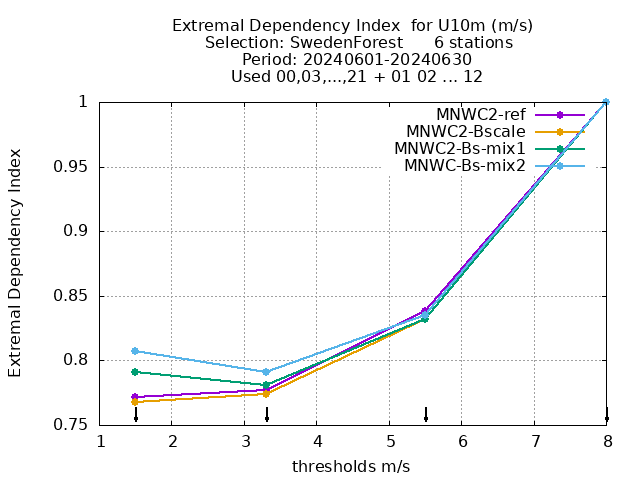 Extremal Dependency Index  for U10m (m/s)
Selection: SwedenForest      6 stations
Period: 20240601-20240630
Used 00,03,...,21 + 01 02 ... 12
MNWC2-ref
MNWC2-Bscale
MNWC2-Bs-mix1
MNWC-Bs-mix2
Extremal Dependency Index
1
0.95
0.9
0.85
0.8
0.75
1 2 3 4 5 6 7 8
thresholds m/s